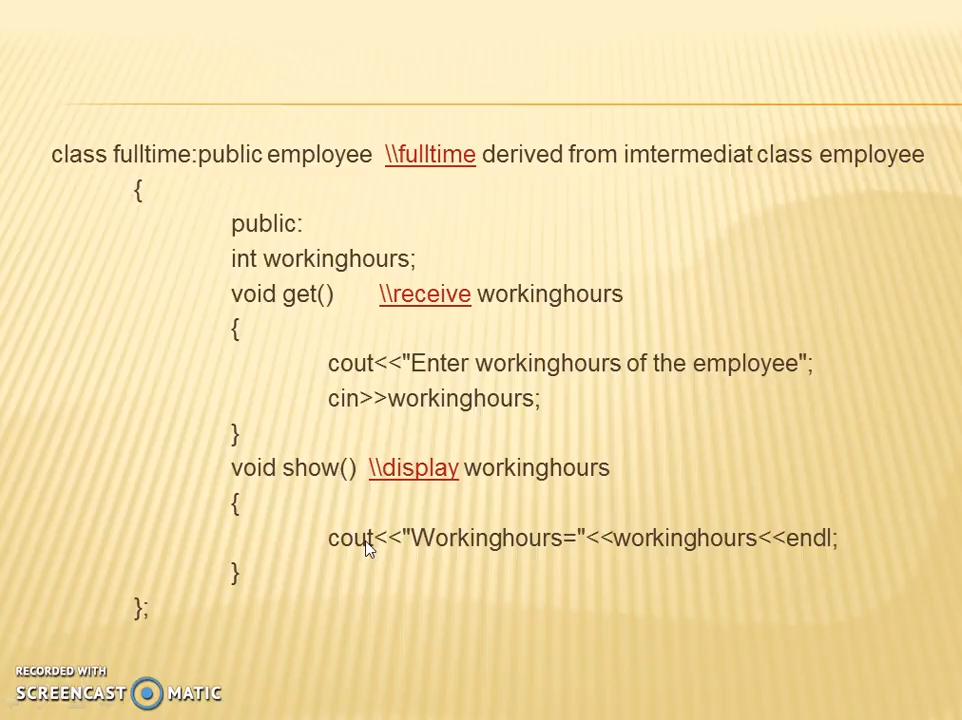 class fulltime:public employee \\fulltime derived from imtermediat class employee
{
public:
int workinghours;
void get() \\receive workinghours
{
cout<<"Enter workinghours of the employee";
cin>>workinghours;
}
void show() \\display workinghours
{
cout<<"Workinghours="<<workinghours<<endl;
}
};
RECORDED WITH
SCREENCAST MATIC